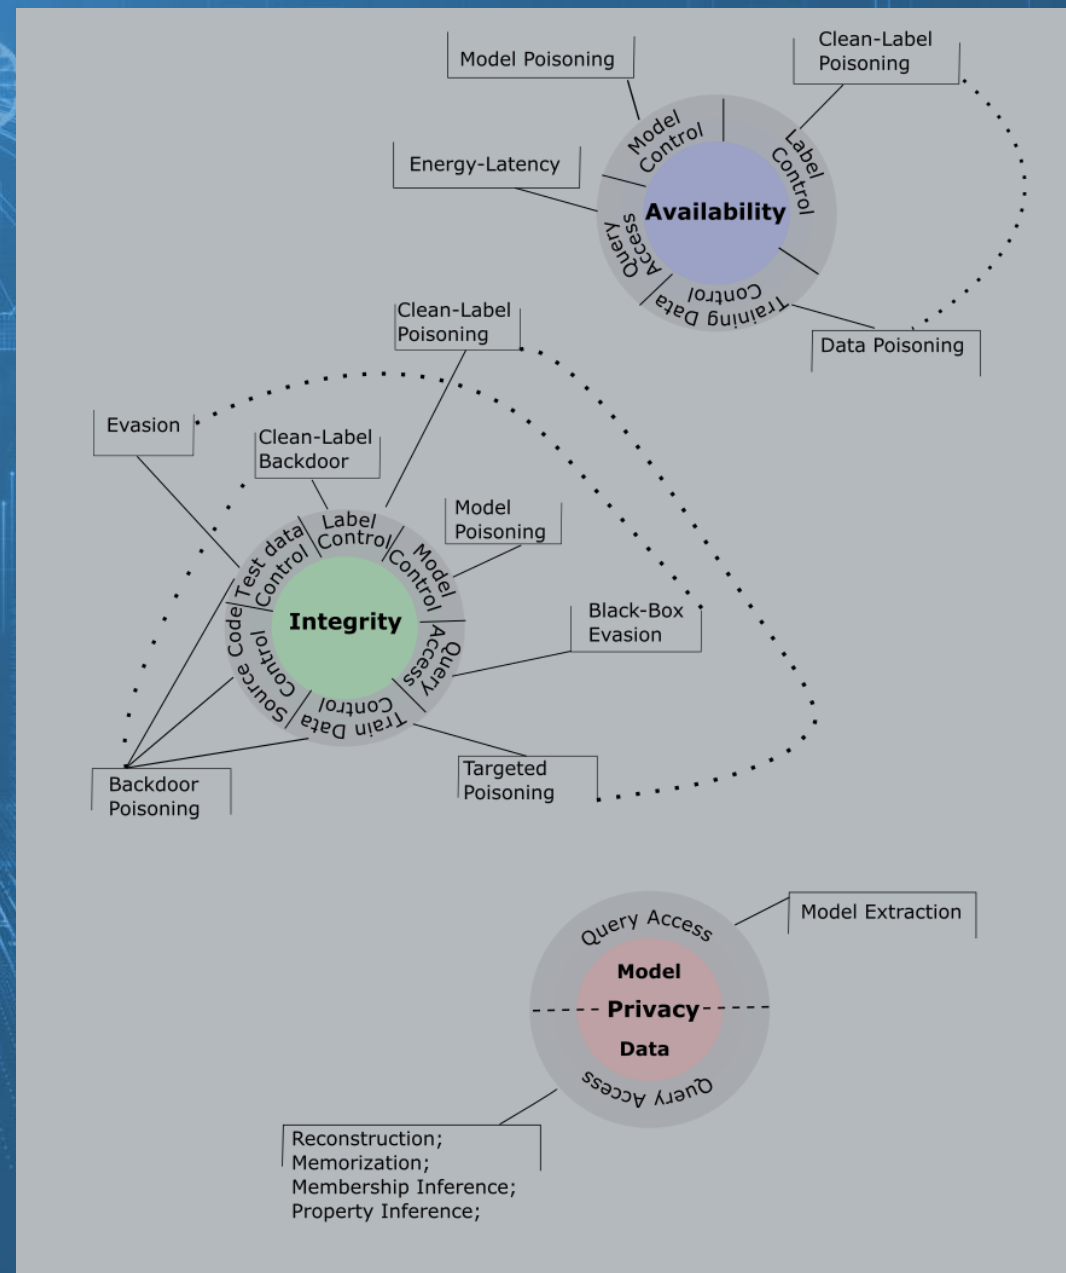 Clean-Label
Poisoning
Model Poisoning
Model
Control
Label
Control
Energy-Latency
Availability
Query
Access
Training Data
Control
Data Poisoning
Clean-Label
Poisoning
Evasion
Clean-Label
Backdoor
Model
Poisoning
Test data
Control
Label
Control
Model
Control
Integrity
Black-Box
Evasion
Source Code
Control
Query
Access
Train Data
Control
Backdoor
Poisoning
Targeted
Poisoning
Query Access
Model Extraction
Model
Privacy
Data
Query Access
Reconstruction;
Memorization;
Membership Inference;
Property Inference;